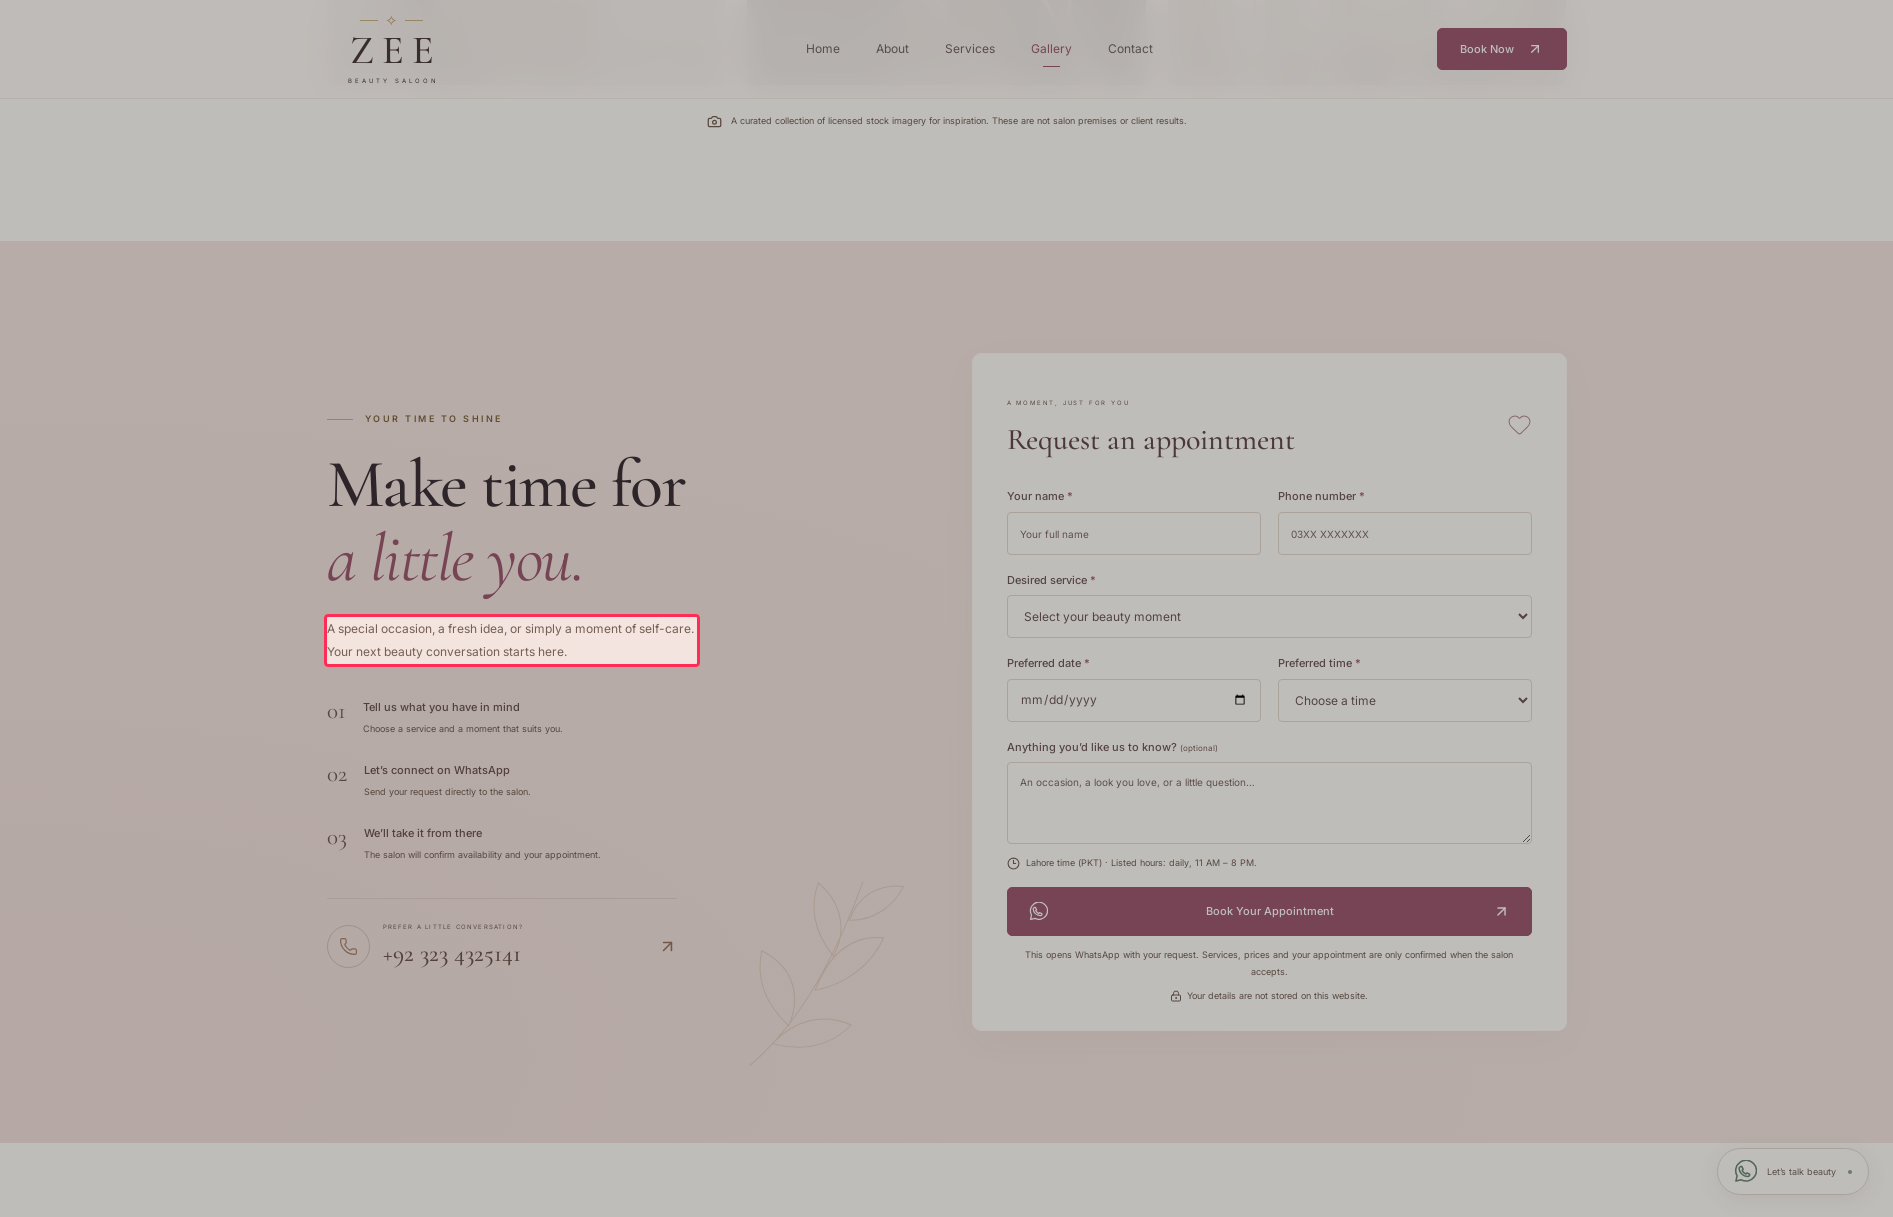 ZEE
BEAUTY SALOON
Home
About
Services
Gallery
Contact
Book Now
A curated collection of licensed stock imagery for inspiration. These are not salon premises or client results.
YOUR TIME TO SHINE
Make time for
a little you.
A special occasion, a fresh idea, or simply a moment of self-care.
Your next beauty conversation starts here.
01
Tell us what you have in mind
Choose a service and a moment that suits you.
02
Let's connect on WhatsApp
Send your request directly to the salon.
03
We'll take it from there
The salon will confirm availability and your appointment.
PREFER A LITTLE CONVERSATION?
+92 323 4325141
A MOMENT, JUST FOR YOU
Request an appointment
Your name *
Phone number *
Your full name
03XX XXXXXXX
Desired service *
Select your beauty moment
Preferred date *
Preferred time *
mm/dd/yyyy
Choose a time
Anything you'd like us to know? (optional)
An occasion, a look you love, or a little question...
Lahore time (PKT) · Listed hours: daily, 11 AM – 8 PM.
Book Your Appointment
This opens WhatsApp with your request. Services, prices and your appointment are only confirmed when the salon
accepts.
Your details are not stored on this website.
Let's talk beauty